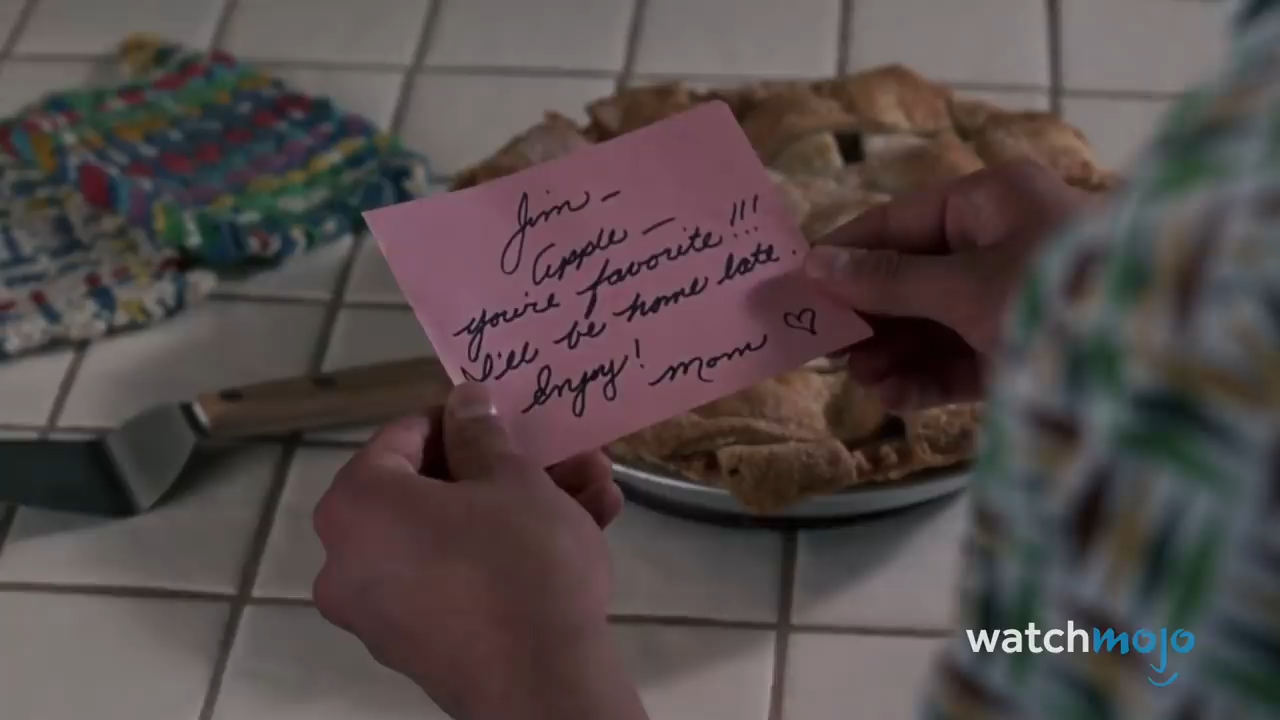 Jim —
Apple —
you're favorite!!!
I'll be home late.
Enjoy! Mom ♡
watchmojo